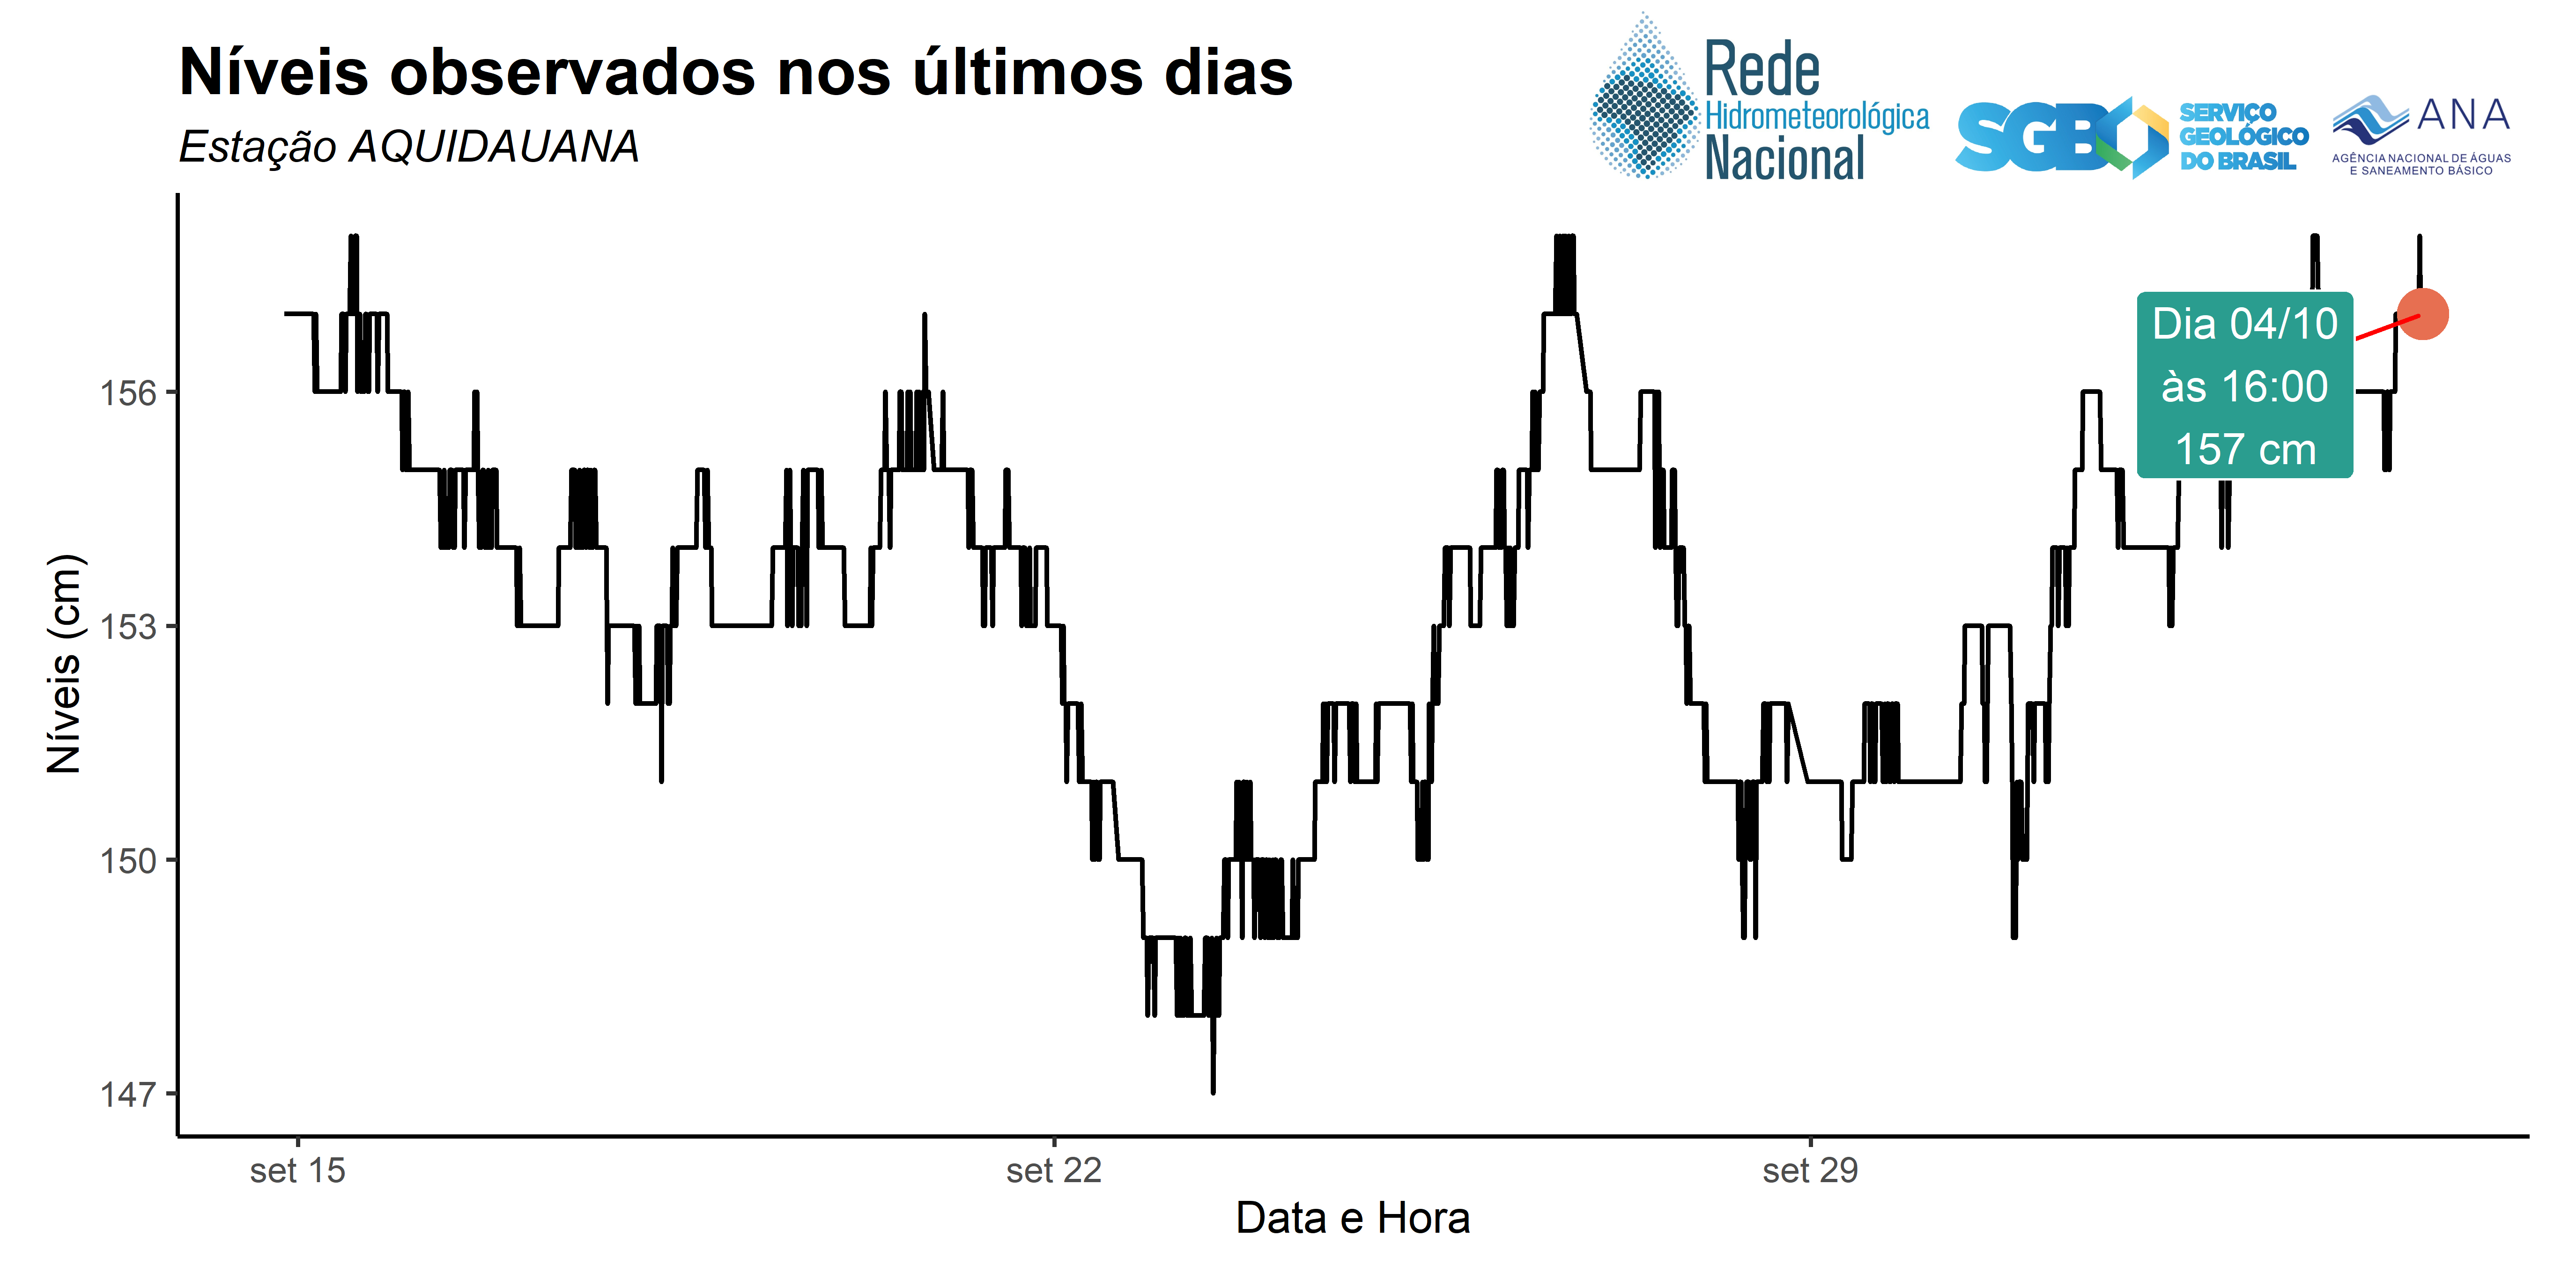 Níveis observados nos últimos dias
Estação AQUIDAUANA
Rede
Hidrometeorológica
Nacional
SGB
SERVIÇO
GEOLÓGICO
DO BRASIL
ANA
AGÊNCIA NACIONAL DE ÁGUAS
E SANEAMENTO BÁSICO
Níveis (cm)
156
153
150
147
Dia 04/10
às 16:00
157 cm
set 15
set 22
set 29
Data e Hora